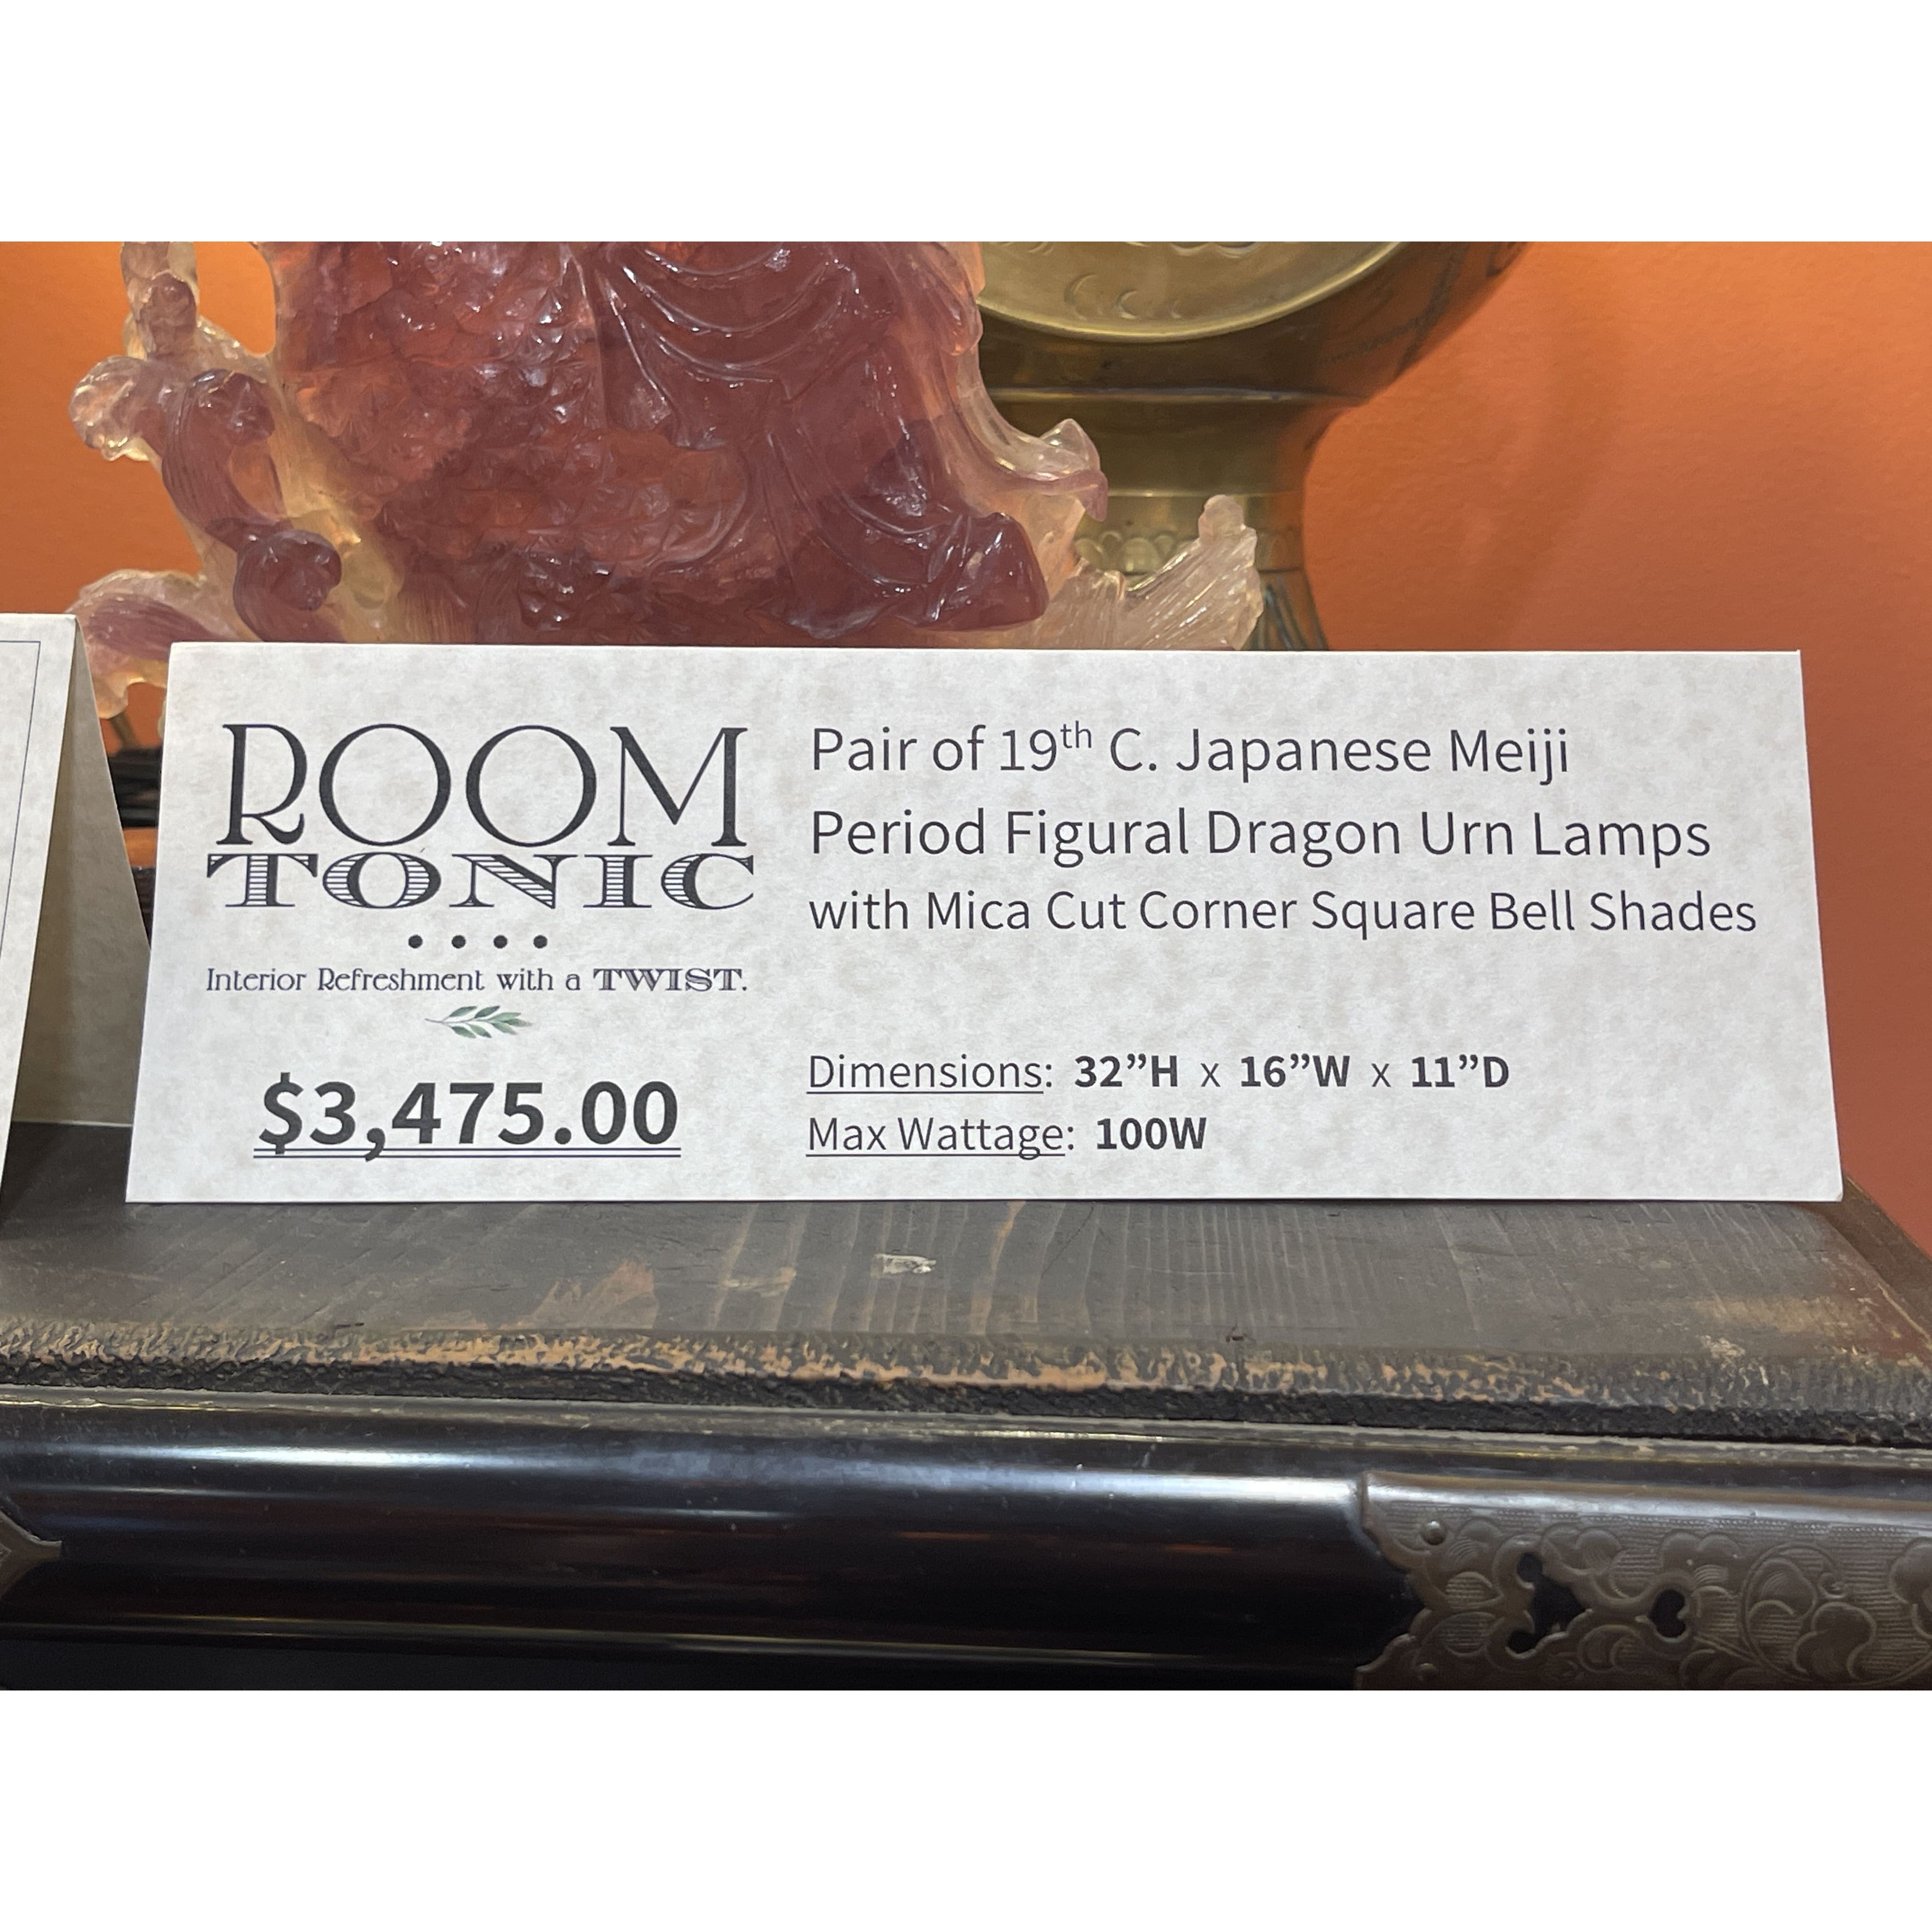 ROOM
TONIC
Interior Refreshment with a TWIST.
$3,475.00
Pair of 19th C. Japanese Meiji
Period Figural Dragon Urn Lamps
with Mica Cut Corner Square Bell Shades
Dimensions: 32”H x 16”W x 11”D
Max Wattage: 100W